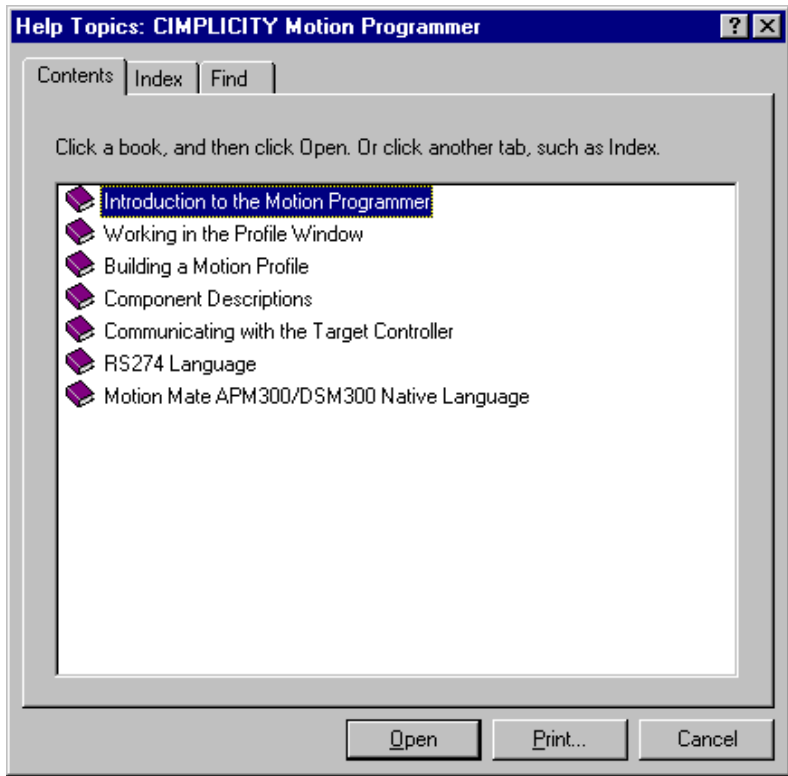 Help Topics: CIMPLICITY Motion Programmer
Contents Index Find
Click a book, and then click Open. Or click another tab, such as Index.
Introduction to the Motion Programmer
Working in the Profile Window
Building a Motion Profile
Component Descriptions
Communicating with the Target Controller
RS274 Language
Motion Mate APM300/DSM300 Native Language
Open Print... Cancel